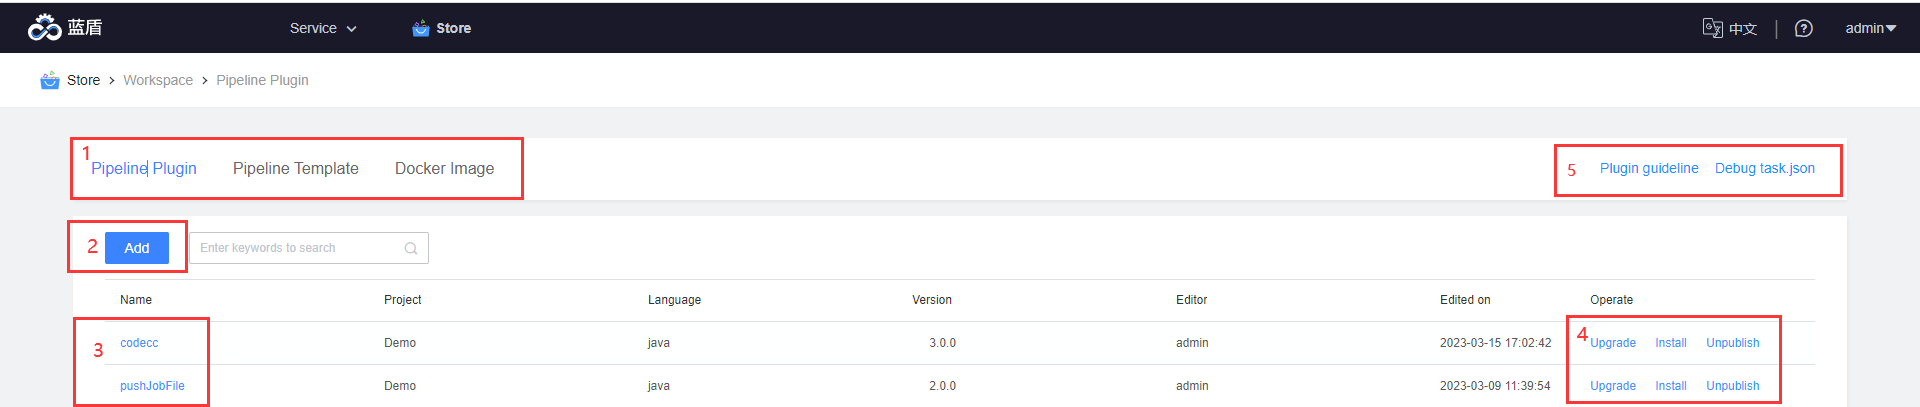 蓝盾 Service Store 中文 admin
Store > Workspace > Pipeline Plugin
1 Pipeline Plugin Pipeline Template Docker Image 5 Plugin guideline Debug task.json
2 Add Enter keywords to search
Name Project Language Version Editor Edited on Operate
3 codecc Demo java 3.0.0 admin 2023-03-15 17:02:42 4 Upgrade Install Unpublish
pushJobFile Demo java 2.0.0 admin 2023-03-09 11:39:54 Upgrade Install Unpublish